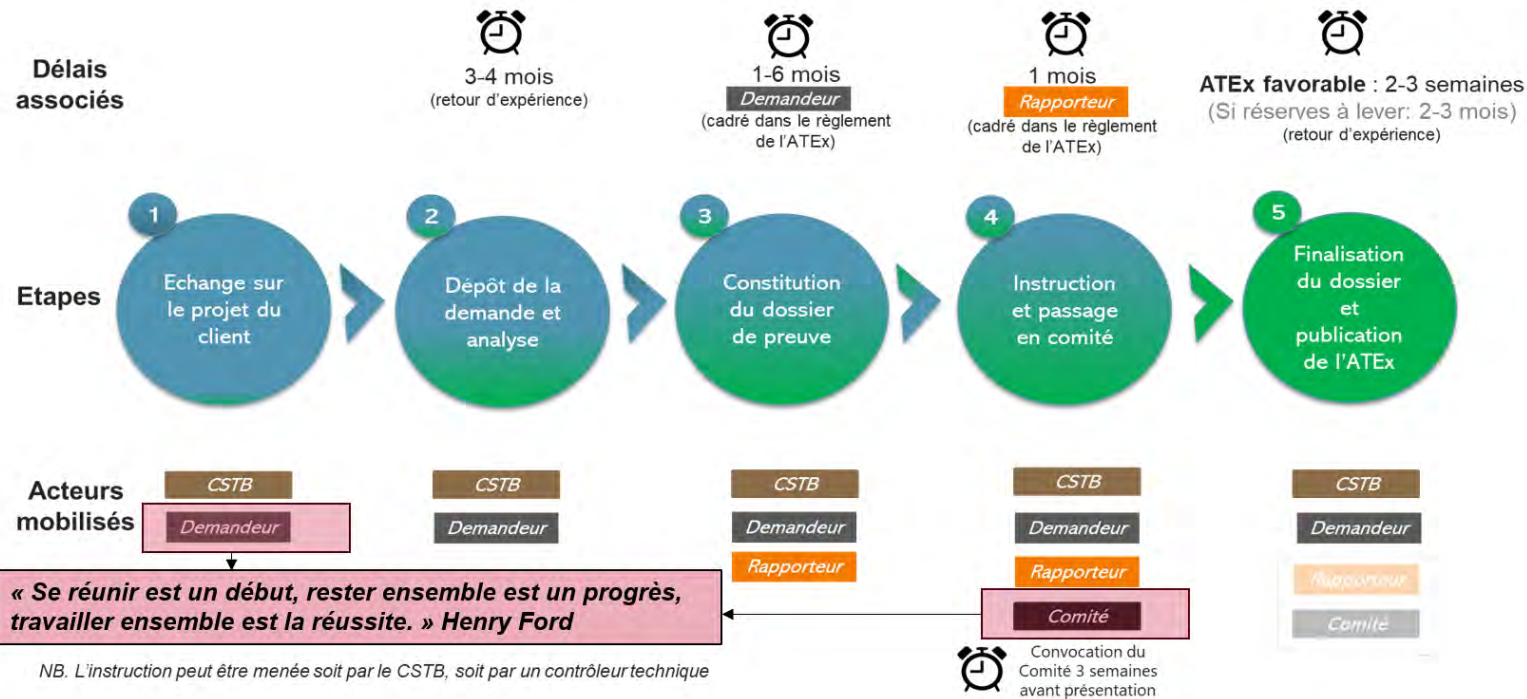 Délais
associés
3-4 mois
(retour d'expérience)
1-6 mois
Demandeur
(cadré dans le règlement
de l'ATEx)
1 mois
Rapporteur
(cadré dans le règlement
de l'ATEx)
ATEx favorable : 2-3 semaines
(Si réserves à lever: 2-3 mois)
(retour d'expérience)
Etapes
1
Echange sur
le projet du
client
2
Dépôt de la
demande et
analyse
3
Constitution
du dossier
de preuve
4
Instruction
et passage
en comité
5
Finalisation
du dossier
et
publication
de l'ATEx
Acteurs
mobilisés
CSTB
Demandeur
CSTB
Demandeur
CSTB
Demandeur
Rapporteur
CSTB
Demandeur
Rapporteur
Comité
CSTB
Demandeur
Rapporteur
Comité
« Se réunir est un début, rester ensemble est un progrès,
travailler ensemble est la réussite. » Henry Ford
Convocation du
Comité 3 semaines
avant présentation
NB. L'instruction peut être menée soit par le CSTB, soit par un contrôleur technique